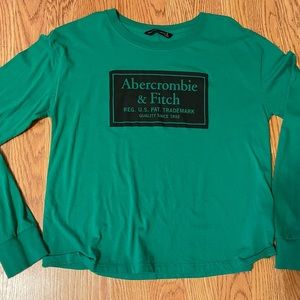 Abercrombie
& Fitch
REG. U.S. PAT. TRADEMARK
QUALITY SINCE 1892